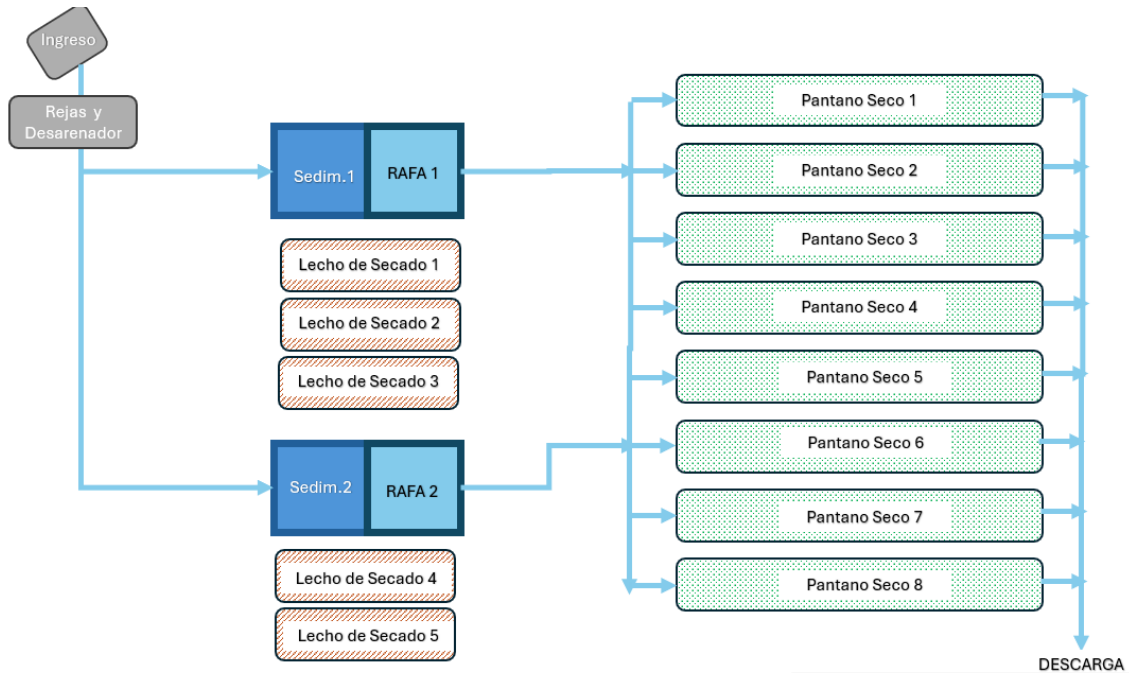 Ingreso
Rejas y
Desarenador
Sedim.1
RAFA 1
Lecho de Secado 1
Lecho de Secado 2
Lecho de Secado 3
Sedim.2
RAFA 2
Lecho de Secado 4
Lecho de Secado 5
Pantano Seco 1
Pantano Seco 2
Pantano Seco 3
Pantano Seco 4
Pantano Seco 5
Pantano Seco 6
Pantano Seco 7
Pantano Seco 8
DESCARGA